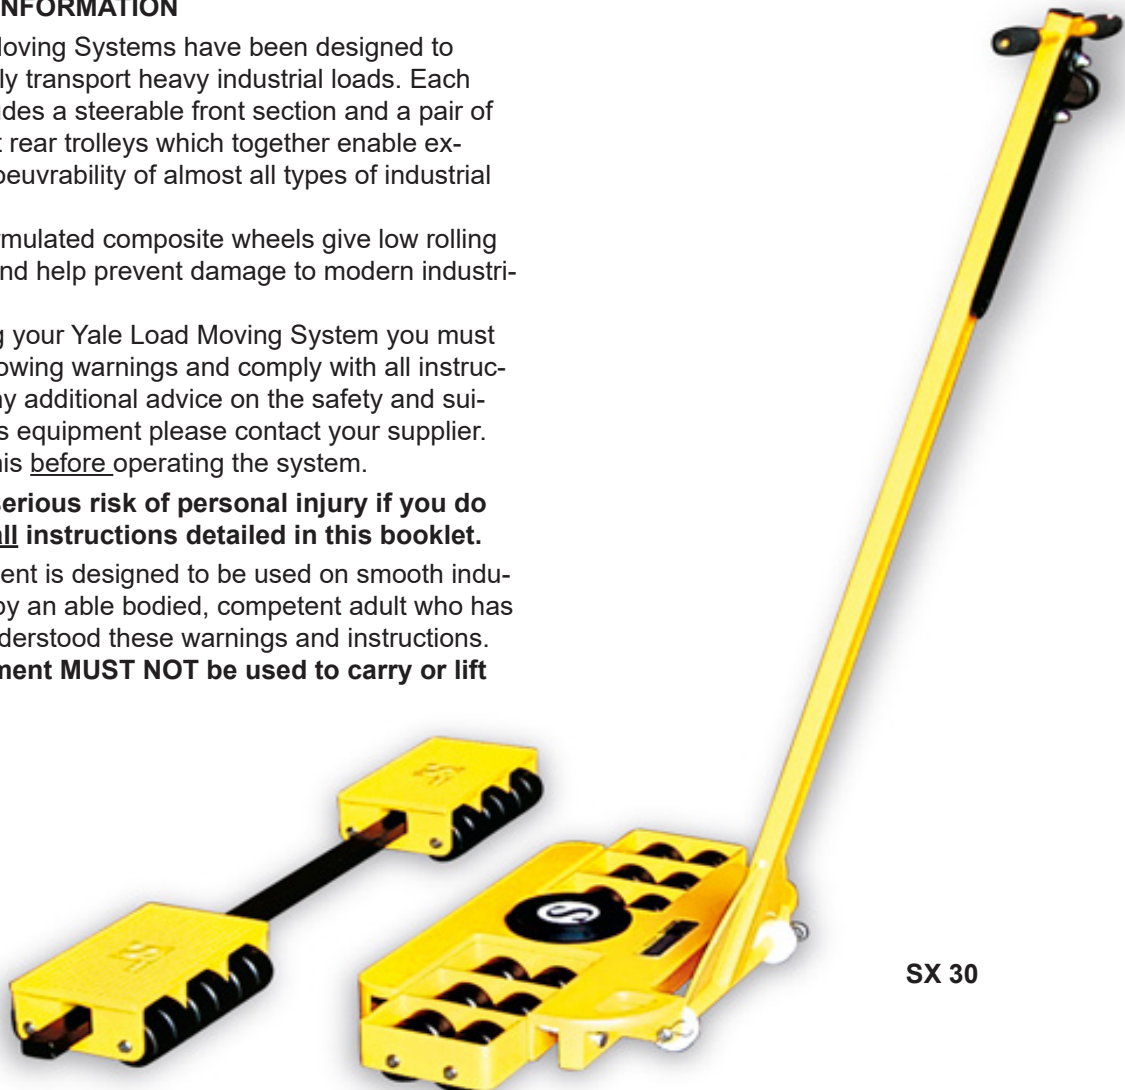 NFORMATION
oving Systems have been designed to
ly transport heavy industrial loads. Each
udes a steerable front section and a pair of
t rear trolleys which together enable ex-
oeuvrability of almost all types of industrial
rmulated composite wheels give low rolling
nd help prevent damage to modern industri-
g your Yale Load Moving System you must
owing warnings and comply with all instruc-
ny additional advice on the safety and sui-
s equipment please contact your supplier.
his before operating the system.
serious risk of personal injury if you do
all instructions detailed in this booklet.
ent is designed to be used on smooth indu-
by an able bodied, competent adult who has
derstood these warnings and instructions.
ment MUST NOT be used to carry or lift
SX 30